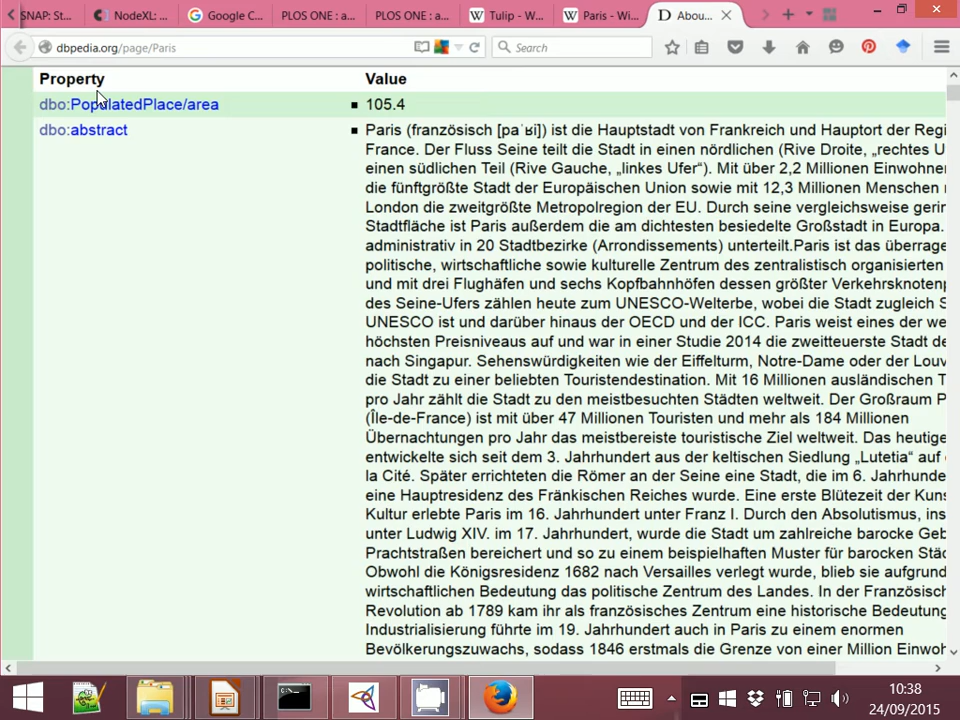 SNAP: St...
NodeXL: ...
Google C...
PLOS ONE : a...
PLOS ONE : a...
Tulip - W...
Paris - Wi...
Abou...
dbpedia.org/page/Paris
Search
Property Value
dbo:PopulatedPlace/area 105.4
dbo:abstract Paris (französisch [paˈʁi]) ist die Hauptstadt von Frankreich und Hauptort der Regi
France. Der Fluss Seine teilt die Stadt in einen nördlichen (Rive Droite, „rechtes U
einen südlichen Teil (Rive Gauche, „linkes Ufer“). Mit über 2,2 Millionen Einwohner
die fünftgrößte Stadt der Europäischen Union sowie mit 12,3 Millionen Menschen
London die zweitgrößte Metropolregion der EU. Durch seine vergleichsweise gerin
Stadtfläche ist Paris außerdem die am dichtesten besiedelte Großstadt in Europa.
administrativ in 20 Stadtbezirke (Arrondissements) unterteilt.Paris ist das überrage
politische, wirtschaftliche sowie kulturelle Zentrum des zentralistisch organisierten
und mit drei Flughäfen und sechs Kopfbahnhöfen dessen größter Verkehrsknotenp
des Seine-Ufers zählen heute zum UNESCO-Welterbe, wobei die Stadt zugleich S
UNESCO ist und darüber hinaus der OECD und der ICC. Paris weist eines der we
höchsten Preisniveaus auf und war in einer Studie 2014 die zweitteuerste Stadt de
nach Singapur. Sehenswürdigkeiten wie der Eiffelturm, Notre-Dame oder der Louv
die Stadt zu einer beliebten Touristendestination. Mit 16 Millionen ausländischen T
pro Jahr zählt die Stadt zu den meistbesuchten Städten weltweit. Der Großraum P
(Île-de-France) ist mit über 47 Millionen Touristen und mehr als 184 Millionen
Übernachtungen pro Jahr das meistbereiste touristische Ziel weltweit. Das heutige
entwickelte sich seit dem 3. Jahrhundert aus der keltischen Siedlung „Lutetia“ auf
la Cité. Später errichteten die Römer an der Seine eine Stadt, die im 6. Jahrhunde
eine Hauptresidenz des Fränkischen Reiches wurde. Eine erste Blütezeit der Kuns
Kultur erlebte Paris im 16. Jahrhundert unter Franz I. Durch den Absolutismus, ins
unter Ludwig XIV. im 17. Jahrhundert, wurde die Stadt um zahlreiche barocke Geb
Prachtstraßen bereichert und so zu einem beispielhaften Muster für barocken Städ
Obwohl die Königsresidenz 1682 nach Versailles verlegt wurde, blieb sie aufgrund
wirtschaftlichen Bedeutung das politische Zentrum des Landes. In der Französisch
Revolution ab 1789 kam ihr als französisches Zentrum eine historische Bedeutung
Industrialisierung führte im 19. Jahrhundert auch in Paris zu einem enormen
Bevölkerungszuwachs, sodass 1846 erstmals die Grenze von einer Million Einwoh
10:38
24/09/2015